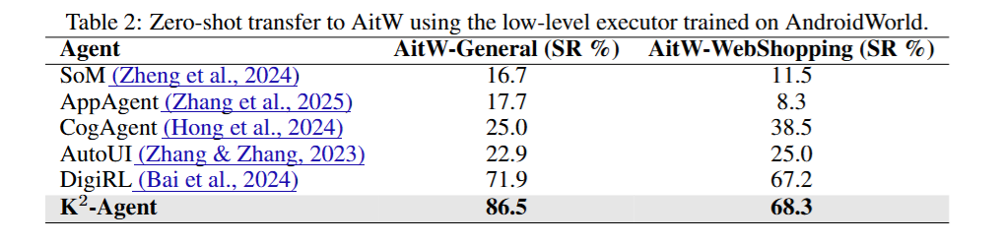 Table 2: Zero-shot transfer to AitW using the low-level executor trained on AndroidWorld.
Agent AitW-General (SR %) AitW-WebShopping (SR %)
SoM (Zheng et al., 2024) 16.7 11.5
AppAgent (Zhang et al., 2025) 17.7 8.3
CogAgent (Hong et al., 2024) 25.0 38.5
AutoUI (Zhang & Zhang, 2023) 22.9 25.0
DigiRL (Bai et al., 2024) 71.9 67.2
K²-Agent 86.5 68.3